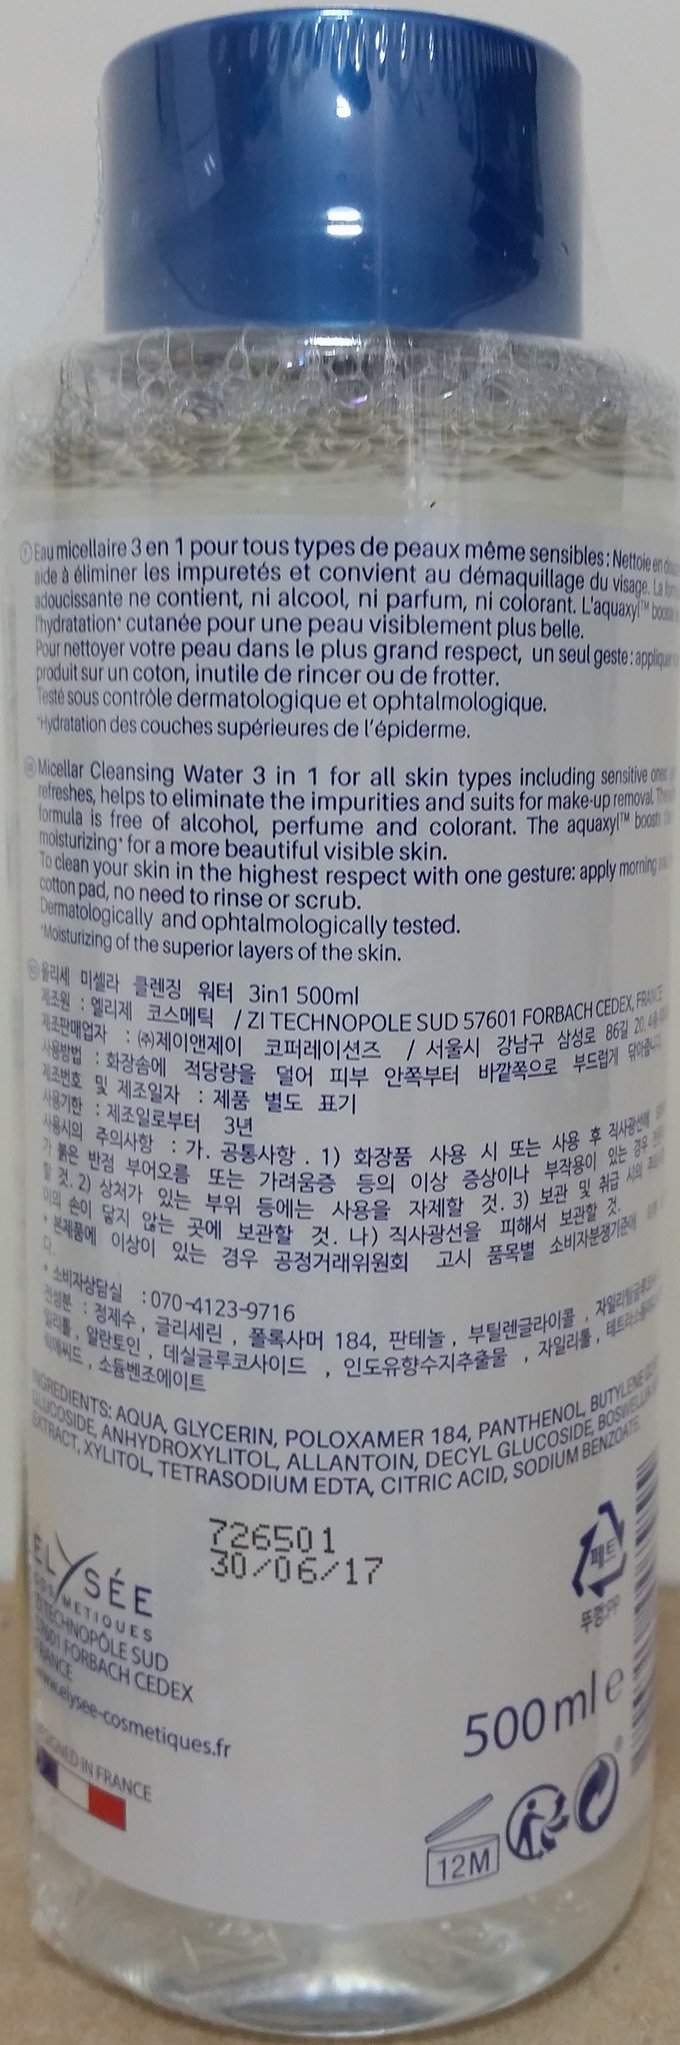 Eau micellaire 3 en 1 pour tous types de peaux même sensibles : Nettoie en
aide à éliminer les impuretés et convient au démaquillage du visage. La
adoucissante ne contient, ni alcool, ni parfum, ni colorant. L'aquaxyl™
l'hydratation* cutanée pour une peau visiblement plus belle.
Pour nettoyer votre peau dans le plus grand respect, un seul geste :
produit sur un coton, inutile de rincer ou de frotter.
Testé sous contrôle dermatologique et ophtalmologique.
*Hydratation des couches supérieures de l'épiderme.
Micellar Cleansing Water 3 in 1 for all skin types including sensitive
refreshes, helps to eliminate the impurities and suits for make-up removal. The
formula is free of alcohol, perfume and colorant. The aquaxyl™ boosts
moisturizing* for a more beautiful visible skin.
To clean your skin in the highest respect with one gesture: apply morning
cotton pad, no need to rinse or scrub.
Dermatologically and ophtalmologically tested.
*Moisturizing of the superior layers of the skin.
미셀라 클렌징 워터 3in1 500ml
제조원 : 엘리제 코스메틱 / ZI TECHNOPOLE SUD 57601 FORBACH CEDEX, FRANCE
제조판매업자 : ㈜제이앤제이 코퍼레이션즈 / 서울시 강남구 삼성로 86길 20,
사용방법 : 화장솜에 적당량을 덜어 피부 안쪽부터 바깥쪽으로 부드럽게
제조번호 및 제조일자 : 제품 별도 표기
사용기한 : 제조일로부터 3년
사용시의 주의사항 : 가. 공통사항 . 1) 화장품 사용 시 또는 사용 후 직사광선에
가 붉은 반점 부어오름 또는 가려움증 등의 이상 증상이나 부작용이 있는 경우
할 것. 2) 상처가 있는 부위 등에는 사용을 자제할 것. 3) 보관 및 취급 시의
손이 닿지 않는 곳에 보관할 것. 나) 직사광선을 피해서 보관할 것.
* 본제품에 이상이 있는 경우 공정거래위원회 고시 품목별 소비자분쟁기준에
다.
* 소비자상담실 : 070-4123-9716
전성분 : 정제수 , 글리세린 , 폴록사머 184, 판테놀 , 부틸렌글라이콜 ,
알란토인 , 데실글루코사이드 , 인도유향수지추출물 , 자일리톨 ,
소듐벤조에이트
INGREDIENTS: AQUA, GLYCERIN, POLOXAMER 184, PANTHENOL, BUTYLENE
GLUCOSIDE, ANHYDROXYLITOL, ALLANTOIN, DECYL GLUCOSIDE,
EXTRACT, XYLITOL, TETRASODIUM EDTA, CITRIC ACID, SODIUM BENZOATE.
726501
30/06/17
ELYSÉE
COSMETIQUES
TECHNOPÔLE SUD
57601 FORBACH CEDEX
FRANCE
www.elysee-cosmetiques.fr
DESIGNED IN FRANCE
페트
뚜껑:PP
500 ml e
12M